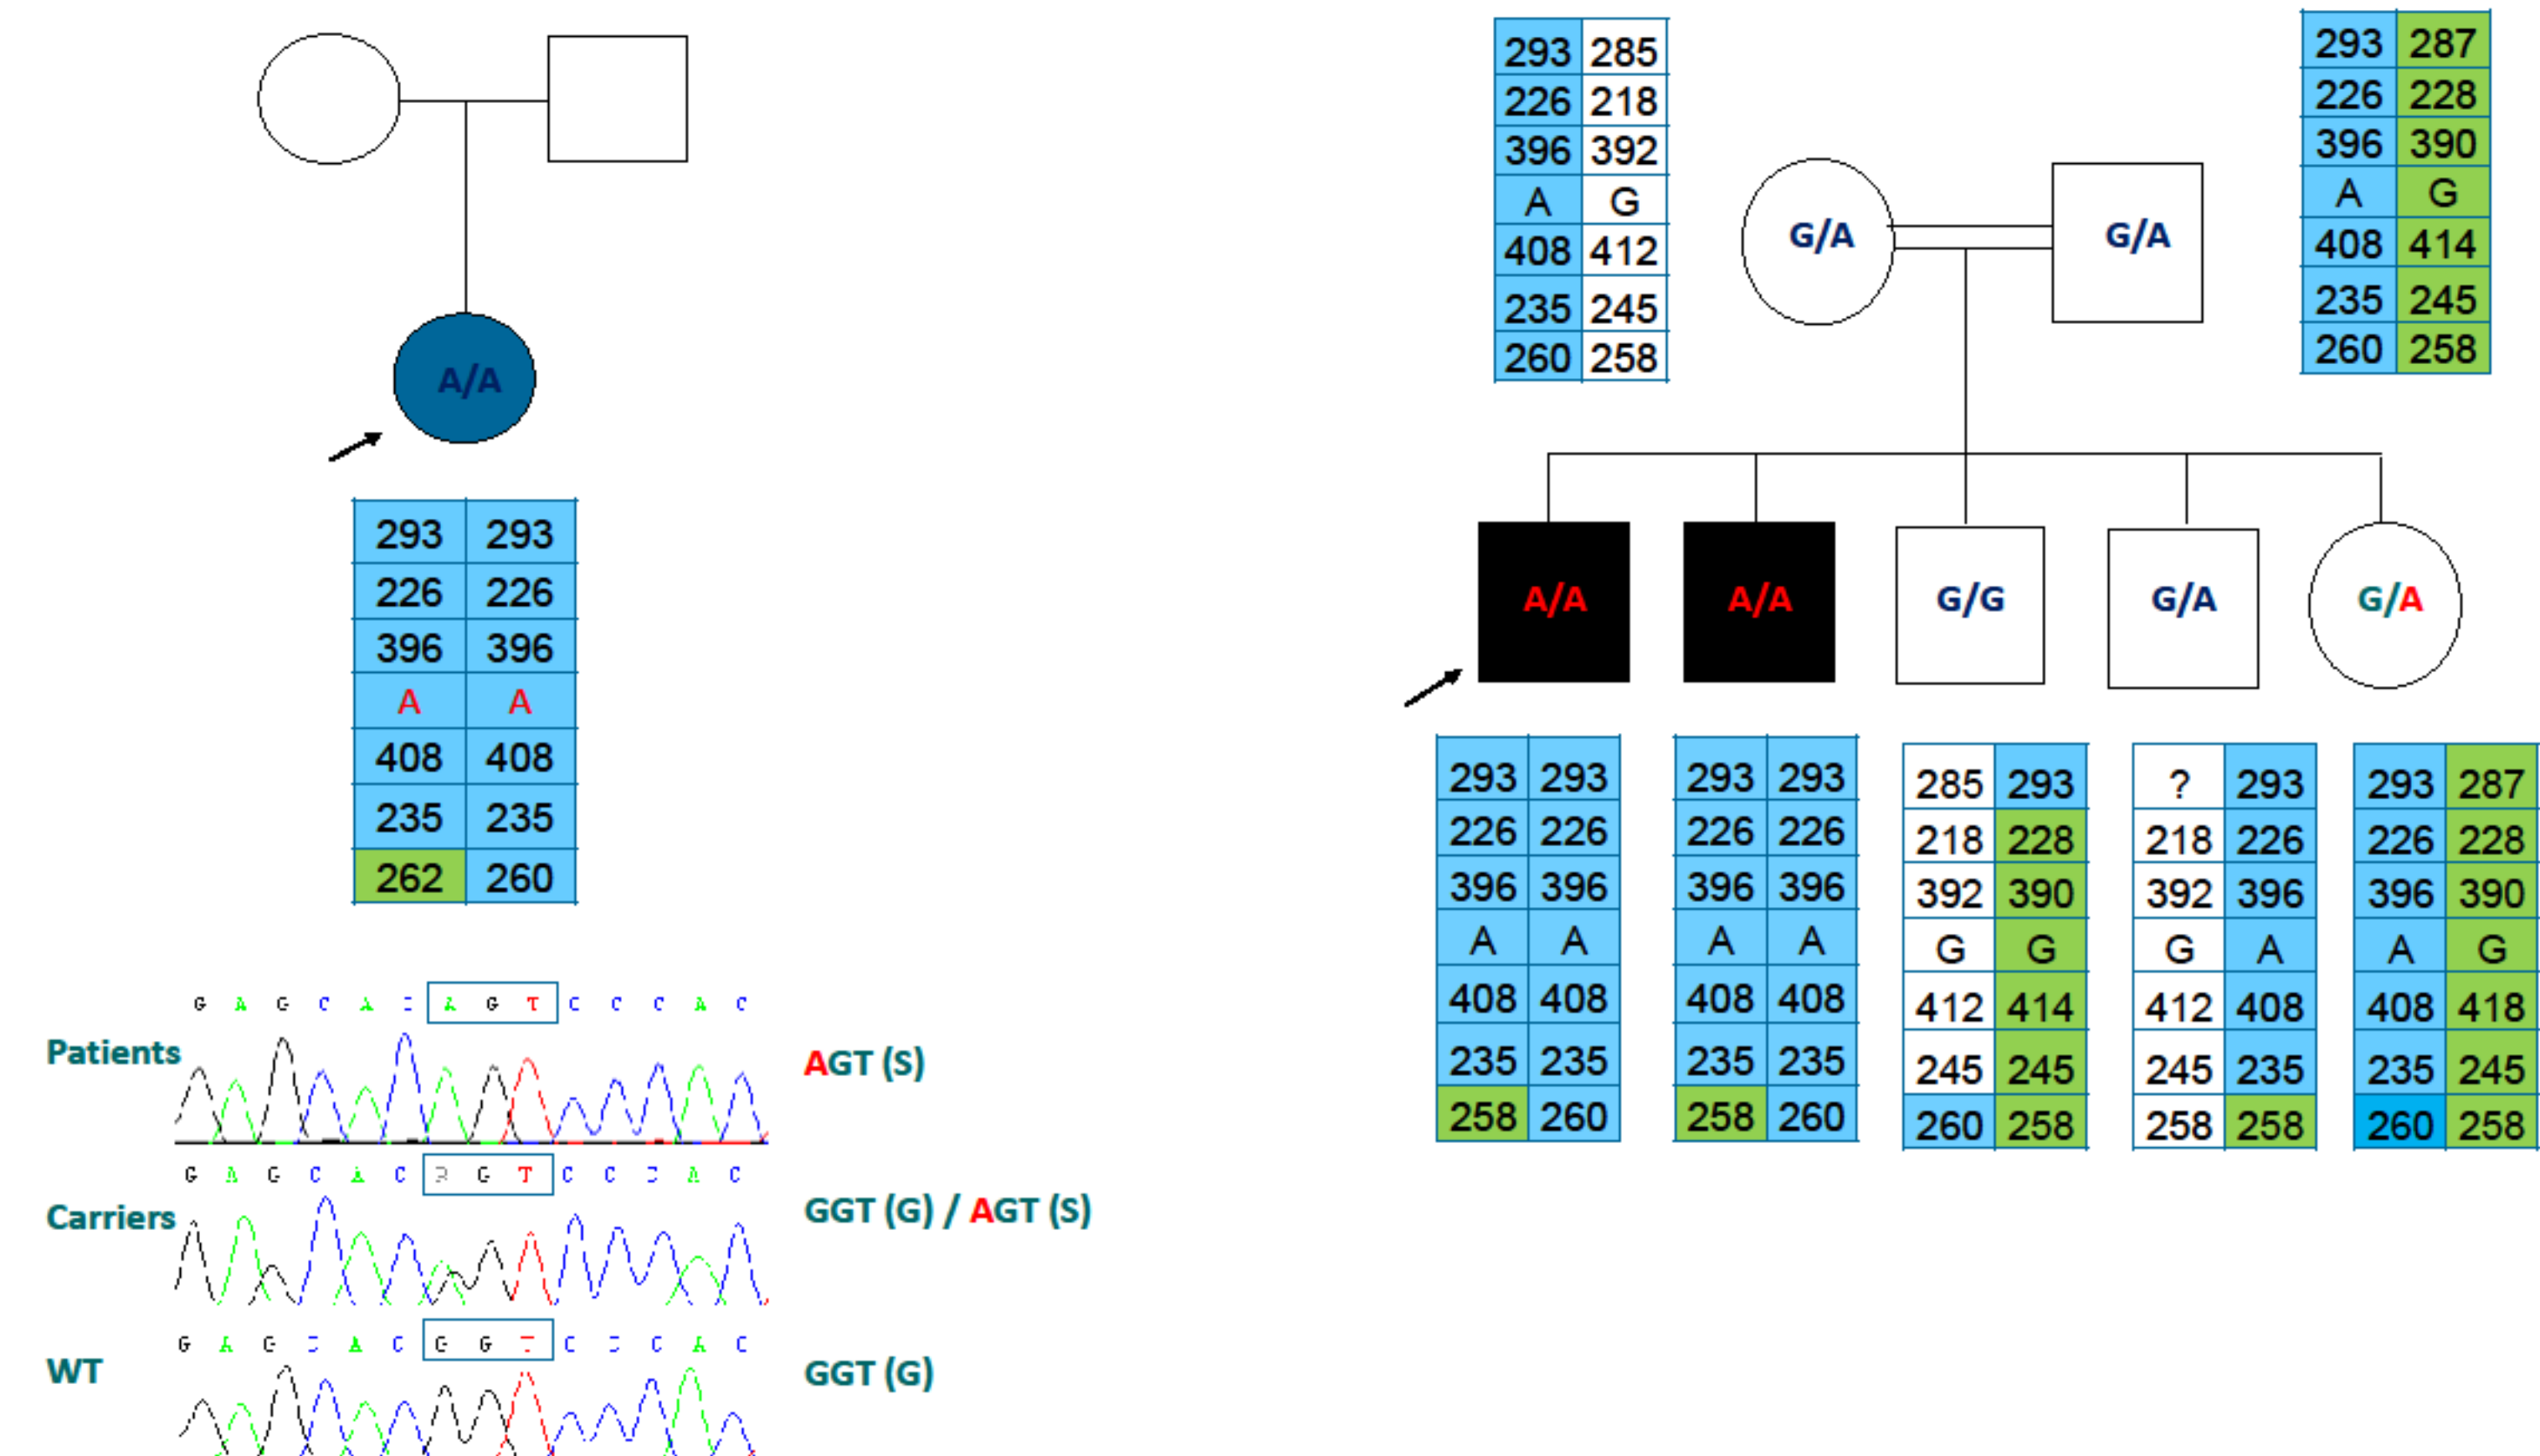 A/A
293 293
226 226
396 396
A A
408 408
235 235
262 260
293 285
226 218
396 392
A G
408 412
235 245
260 258
G/A
G/A
293 287
226 228
396 390
A G
408 414
235 245
260 258
A/A
A/A
G/G
G/A
G/A
293 293
226 226
396 396
A A
408 408
235 235
258 260
293 293
226 226
396 396
A A
408 408
235 235
258 260
285 293
218 228
392 390
G G
412 414
245 245
260 258
? 293
218 226
392 396
G A
412 408
245 235
258 258
293 287
226 228
396 390
A G
408 418
235 245
260 258
G A G C A A G T C C C A C
Patients
AGT (S)
G A G C A C G T C C A C
Carriers
GGT (G) / AGT (S)
G A G A C G G C C A C
WT
GGT (G)